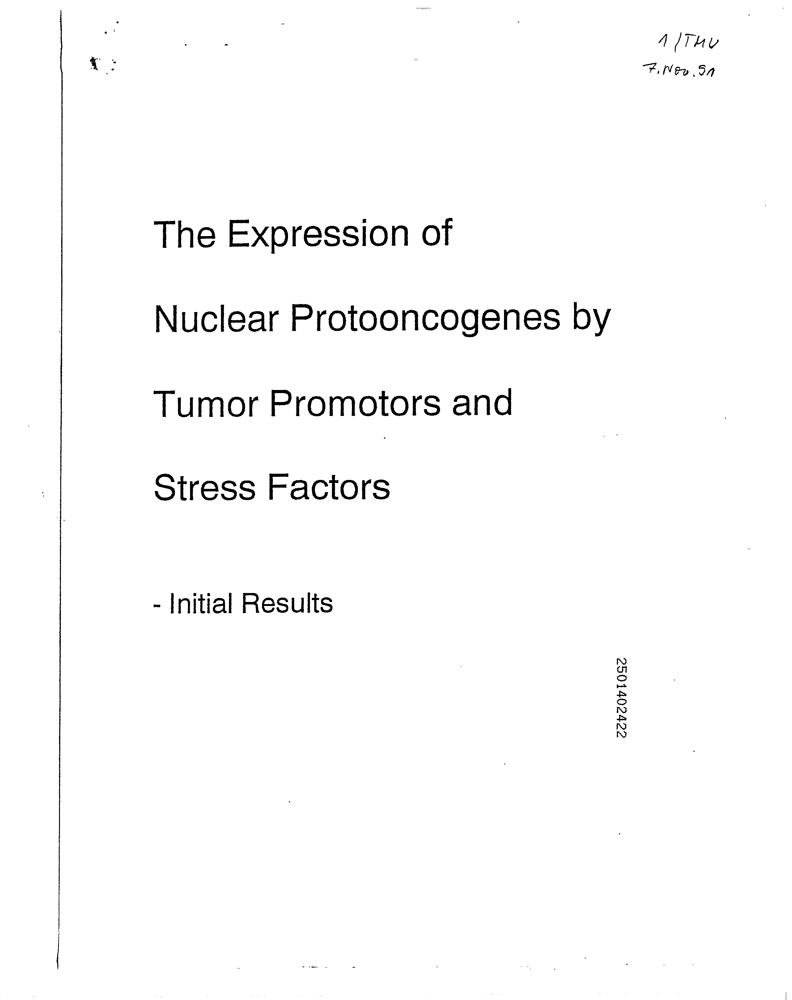 1/THU
7. Nov. 91
The Expression of
Nuclear Protooncogenes by
Tumor Promotors and
Stress Factors
- Initial Results
2501402422